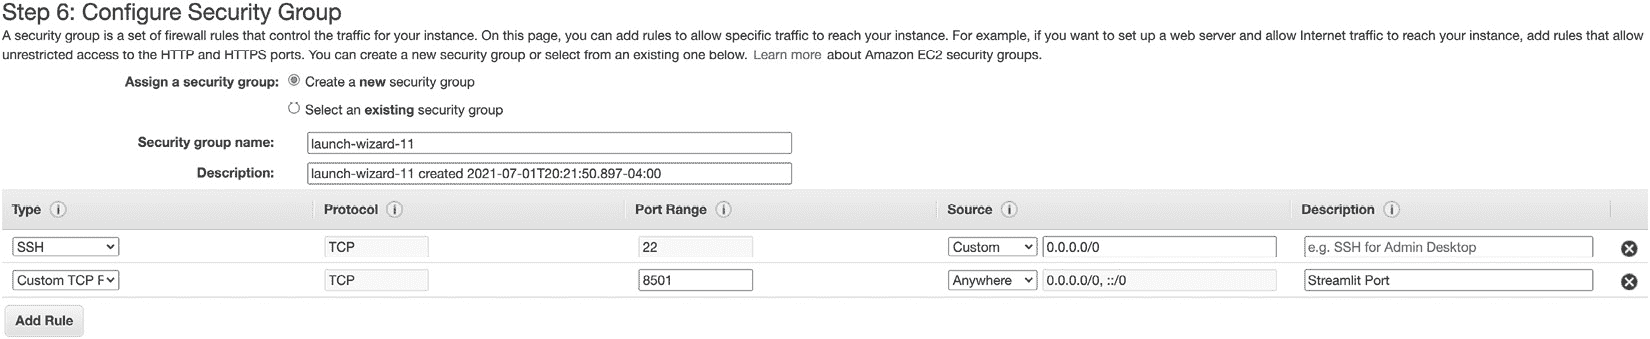 Step 6: Configure Security Group
A security group is a set of firewall rules that control the traffic for your instance. On this page, you can add rules to allow specific traffic to reach your instance. For example, if you want to set up a web server and allow Internet traffic to reach your instance, add rules that allow
unrestricted access to the HTTP and HTTPS ports. You can create a new security group or select from an existing one below. Learn more about Amazon EC2 security groups.
Assign a security group: Create a new security group
Select an existing security group
Security group name: launch-wizard-11
Description: launch-wizard-11 created 2021-07-01T20:21:50.897-04:00
Type i Protocol i Port Range i Source i Description i
SSH TCP 22 Custom 0.0.0.0/0 e.g. SSH for Admin Desktop
Custom TCP F TCP 8501 Anywhere 0.0.0.0/0, ::/0 Streamlit Port
Add Rule